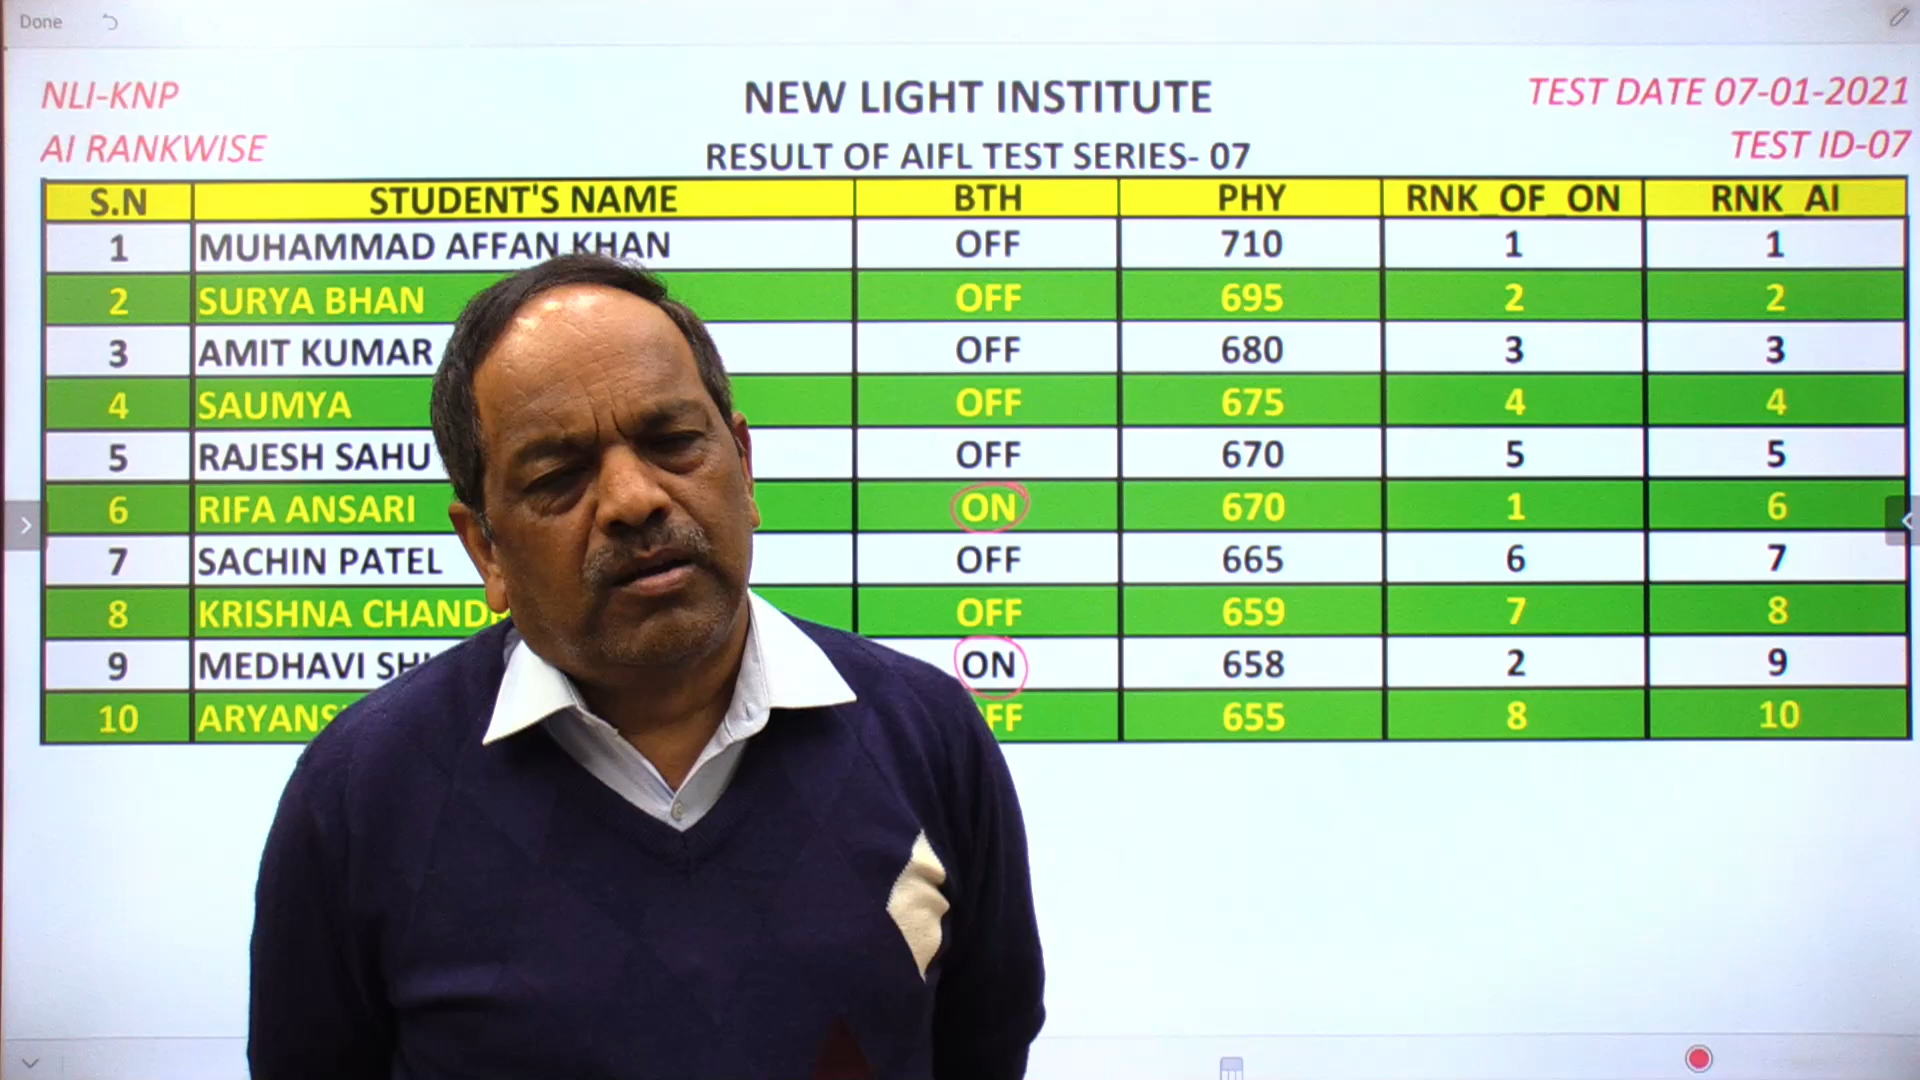 Done
NLI-KNP NEW LIGHT INSTITUTE TEST DATE 07-01-2021
AI RANKWISE RESULT OF AIFL TEST SERIES- 07 TEST ID-07
S.N STUDENT'S NAME BTH PHY RNK_OF_ON RNK_AI
1 MUHAMMAD AFFAN KHAN OFF 710 1 1
2 SURYA BHAN OFF 695 2 2
3 AMIT KUMAR OFF 680 3 3
4 SAUMYA OFF 675 4 4
5 RAJESH SAHU OFF 670 5 5
6 RIFA ANSARI ON 670 1 6
7 SACHIN PATEL OFF 665 6 7
8 KRISHNA OFF 659 7 8
9 MEDHAVI ON 658 2 9
10 655 8 10